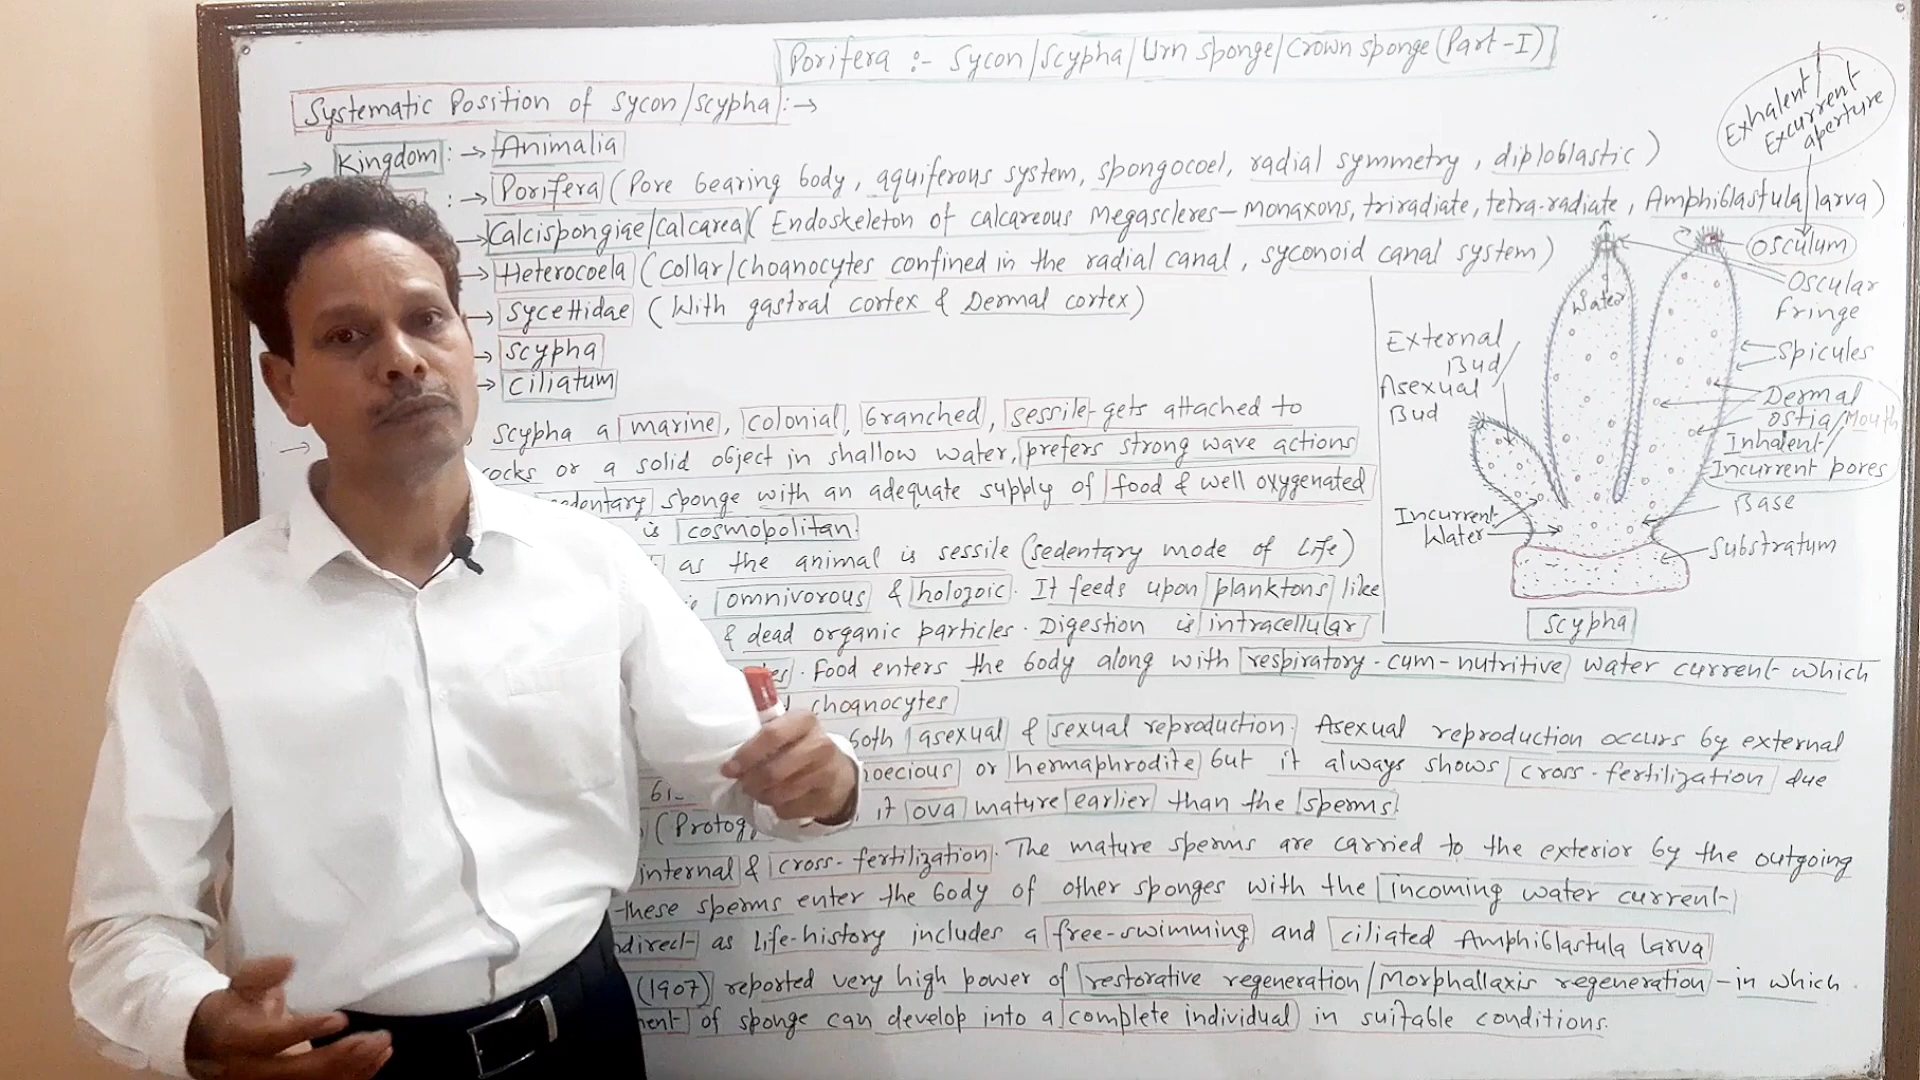 Porifera :- Sycon/Scypha/Urn sponge/Crown sponge (Part-I)
Systematic Position of Sycon/Scypha :→
→ Kingdom : → Animalia
: → Porifera (Pore bearing body, aquiferous system, spongocoel, radial symmetry, diploblastic)
→ Calcispongiae/Calcarea (Endoskeleton of calcareous Megascleres - Monaxons, triradiate, tetra-radiate, Amphiblastula larva)
→ Heterocoela (Collar/Choanocytes confined in the radial canal, syconoid canal system)
→ Sycettidae (With gastral cortex & Dermal cortex)
→ Scypha
→ Ciliatum
→
Scypha a marine, colonial, branched, sessile gets attached to
ocks or a solid object in shallow water, prefers strong wave actions
edentary sponge with an adequate supply of food & well oxygenated
is cosmopolitan.
as the animal is sessile (sedentary mode of life)
omnivorous & holozoic. It feeds upon planktons like
& dead organic particles. Digestion is intracellular
es. Food enters the body along with respiratory-cum-nutritive water current which
choanocytes
both asexual & sexual reproduction. Asexual reproduction occurs by external
oecious or hermaphrodite but it always shows cross-fertilization due
(Protog it ova mature earlier than the sperms.
internal & cross-fertilization. The mature sperms are carried to the exterior by the outgoing
these sperms enter the body of other sponges with the incoming water current
direct as life-history includes a free-swimming and ciliated Amphiblastula larva
(1907) reported very high power of restorative regeneration/Morphallaxis regeneration - in which
ment of sponge can develop into a complete individual in suitable conditions.
Exhalent/
Excurrent
aperture
Osculum
Oscular
fringe
Spicules
Dermal
Ostia/Mouth
Inhalent/
Incurrent pores
Base
Substratum
Water
External
Bud/
Asexual
Bud
Incurrent
Water
Scypha